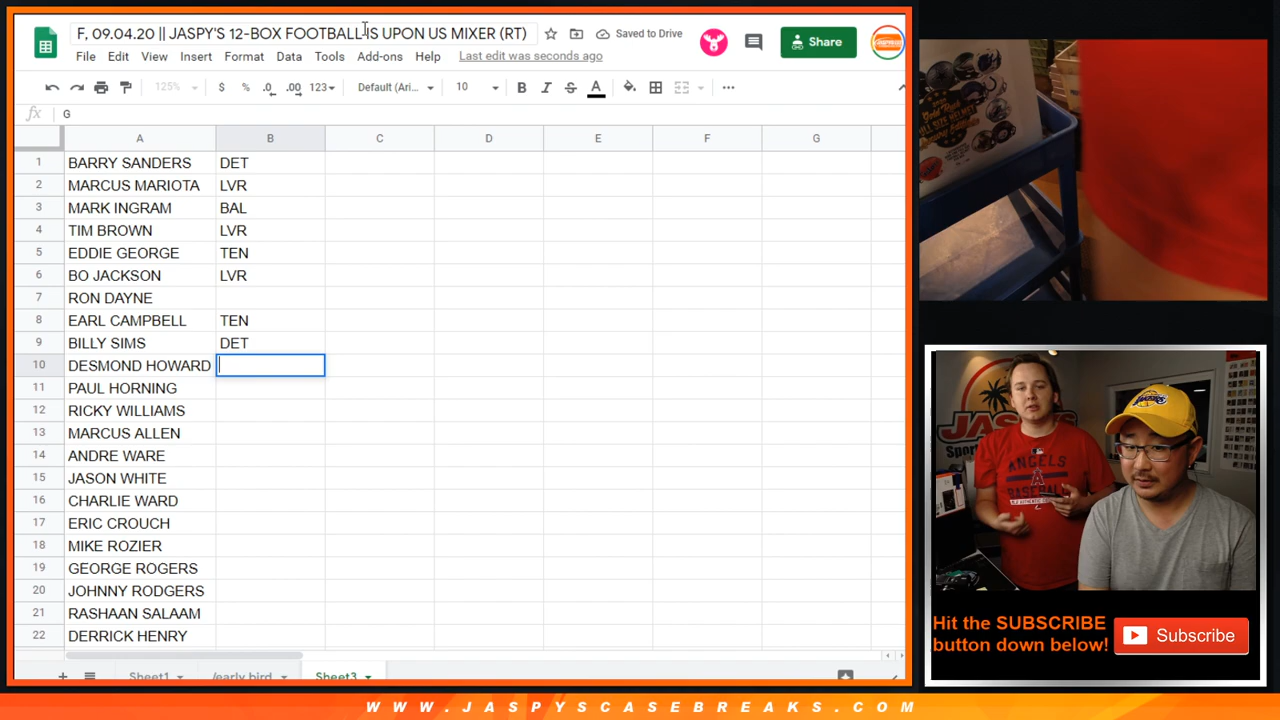 F, 09.04.20 || JASPY'S 12-BOX FOOTBALL IS UPON US MIXER (RT)
Saved to Drive
Share
File Edit View Insert Format Data Tools Add-ons Help Last edit was seconds ago
125% $ % .0 .00 123 Default (Ari... 10 B I S A
fx G
A B C D E F G
1 BARRY SANDERS DET
2 MARCUS MARIOTA LVR
3 MARK INGRAM BAL
4 TIM BROWN LVR
5 EDDIE GEORGE TEN
6 BO JACKSON LVR
7 RON DAYNE
8 EARL CAMPBELL TEN
9 BILLY SIMS DET
10 DESMOND HOWARD
11 PAUL HORNING
12 RICKY WILLIAMS
13 MARCUS ALLEN
14 ANDRE WARE
15 JASON WHITE
16 CHARLIE WARD
17 ERIC CROUCH
18 MIKE ROZIER
19 GEORGE ROGERS
20 JOHNNY RODGERS
21 RASHAAN SALAAM
22 DERRICK HENRY
Sheet1 /early bird Sheet3
FULL SIZE HELMET
JASPY'S
ANGELS
BASEBALL
LAKERS
Hit the SUBSCRIBE
button down below!
Subscribe
WWW.JASPYSCASEBREAKS.COM